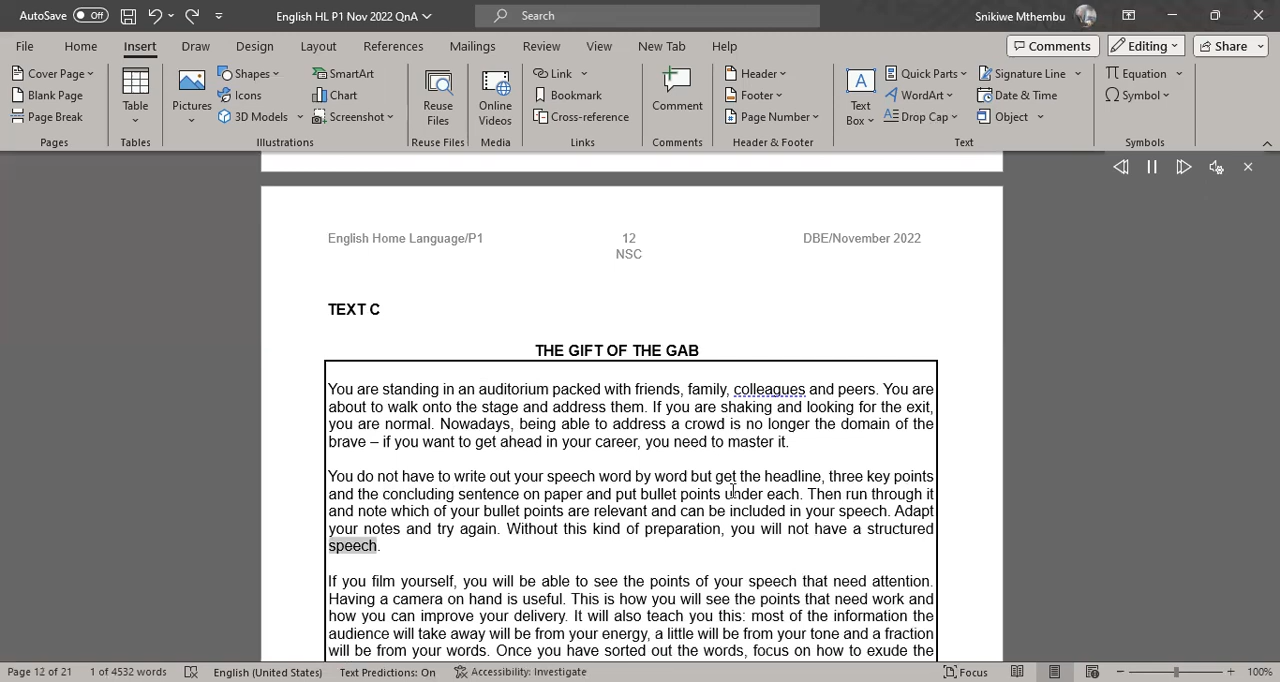 AutoSave Off English HL P1 Nov 2022 QnA Search Snikiwe Mthembu
File Home Insert Draw Design Layout References Mailings Review View New Tab Help Comments Editing Share
Cover Page
Blank Page
Page Break
Pages
Table
Tables
Pictures
Shapes
Icons
3D Models
SmartArt
Chart
Screenshot
Illustrations
Reuse
Files
Reuse Files
Online
Videos
Media
Link
Bookmark
Cross-reference
Links
Comment
Comments
Header
Footer
Page Number
Header & Footer
Text
Box
Quick Parts
WordArt
Drop Cap
Signature Line
Date & Time
Object
Text
Equation
Symbol
Symbols
English Home Language/P1 12 DBE/November 2022
NSC
TEXT C
THE GIFT OF THE GAB
You are standing in an auditorium packed with friends, family, colleagues and peers. You are
about to walk onto the stage and address them. If you are shaking and looking for the exit,
you are normal. Nowadays, being able to address a crowd is no longer the domain of the
brave – if you want to get ahead in your career, you need to master it.
You do not have to write out your speech word by word but get the headline, three key points
and the concluding sentence on paper and put bullet points under each. Then run through it
and note which of your bullet points are relevant and can be included in your speech. Adapt
your notes and try again. Without this kind of preparation, you will not have a structured
speech.
If you film yourself, you will be able to see the points of your speech that need attention.
Having a camera on hand is useful. This is how you will see the points that need work and
how you can improve your delivery. It will also teach you this: most of the information the
audience will take away will be from your energy, a little will be from your tone and a fraction
will be from your words. Once you have sorted out the words, focus on how to exude the
Page 12 of 21 1 of 4532 words English (United States) Text Predictions: On Accessibility: Investigate Focus 100%